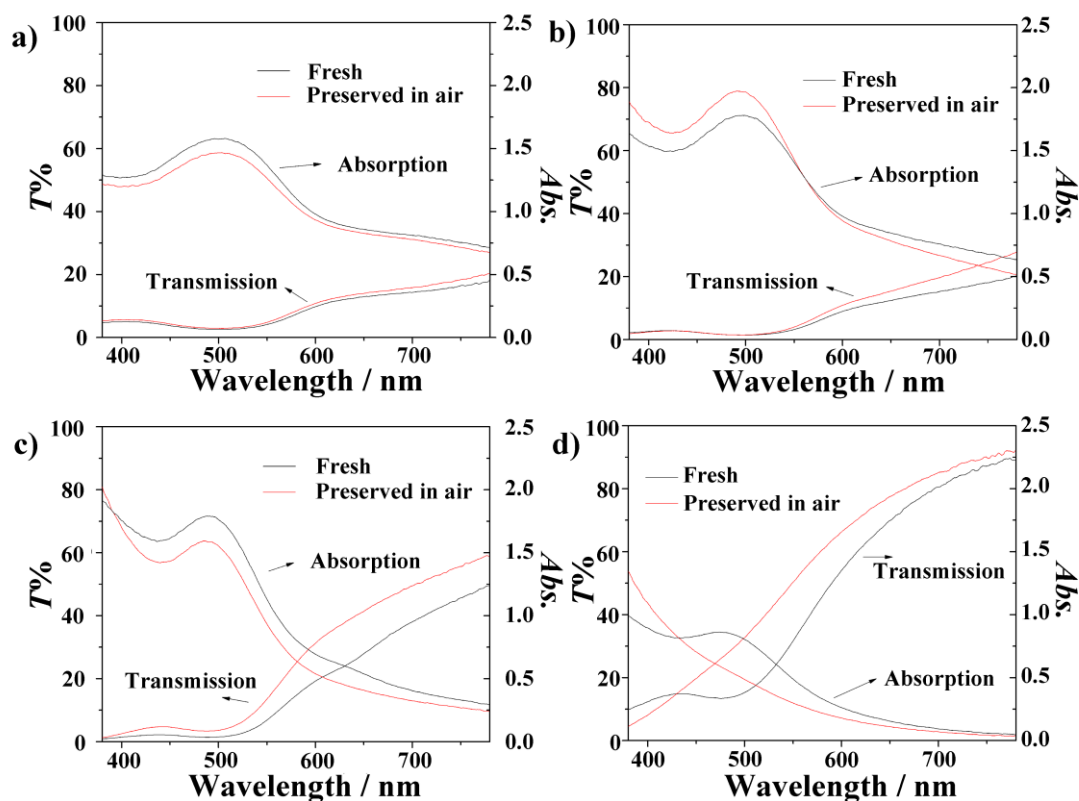 a)
100
80
60
40
20
0
T%
2.5
2.0
1.5
1.0
0.5
0.0
Abs.
Fresh
Preserved in air
Absorption
Transmission
400 500 600 700
Wavelength / nm
b)
100
80
60
40
20
0
T%
2.5
2.0
1.5
1.0
0.5
0.0
Abs.
Fresh
Preserved in air
Absorption
Transmission
400 500 600 700
Wavelength / nm
c)
100
80
60
40
20
0
T%
2.5
2.0
1.5
1.0
0.5
0.0
Abs.
Fresh
Preserved in air
Absorption
Transmission
400 500 600 700
Wavelength / nm
d)
100
80
60
40
20
0
T%
2.5
2.0
1.5
1.0
0.5
0.0
Abs.
Fresh
Preserved in air
Transmission
Absorption
400 500 600 700
Wavelength / nm